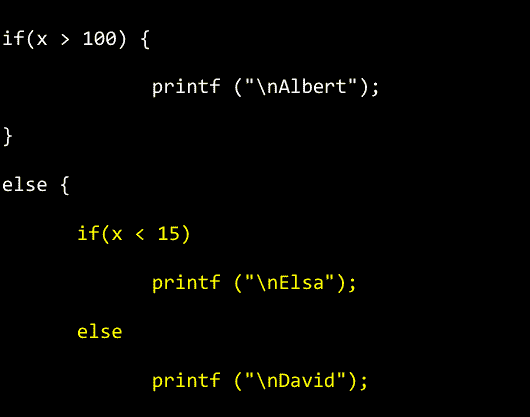 if(x > 100) {
printf ("\nAlbert");
}
else {
if(x < 15)
printf ("\nElsa");
else
printf ("\nDavid");